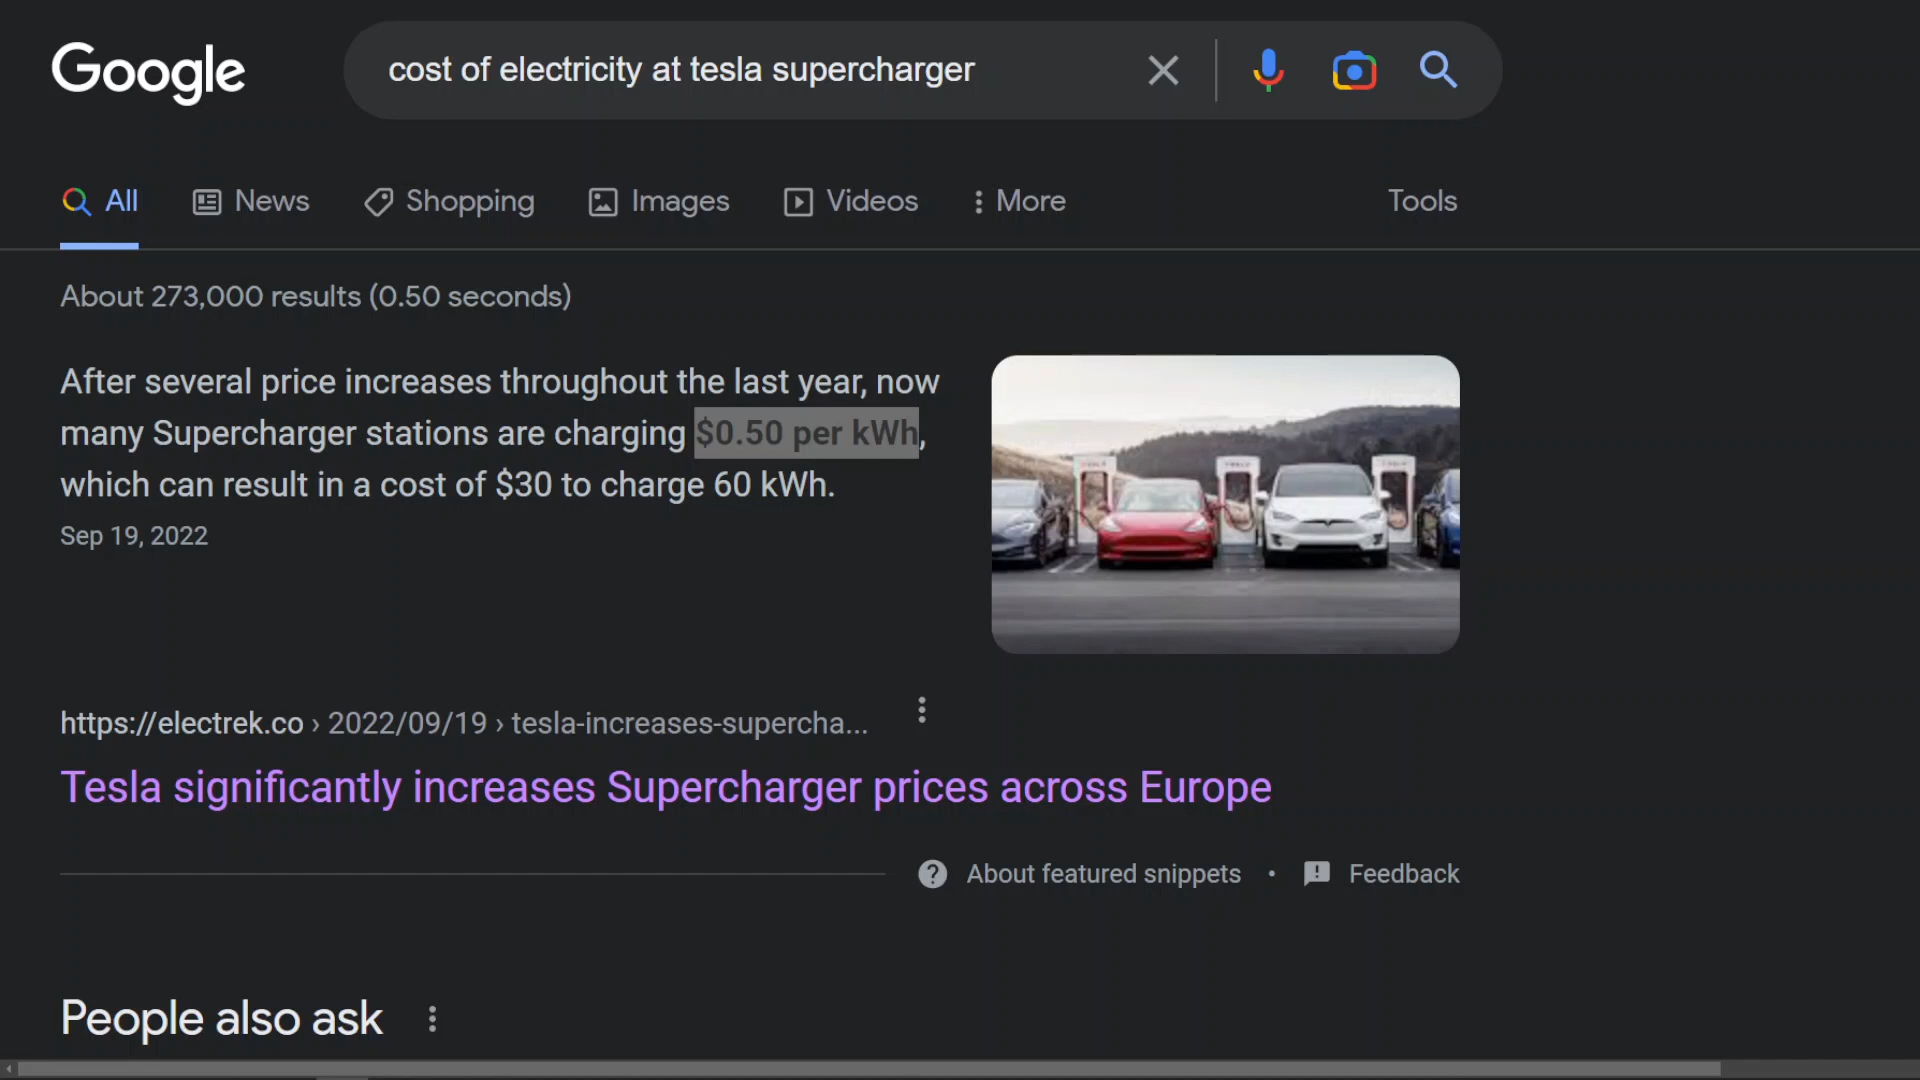 Google
cost of electricity at tesla supercharger
All News Shopping Images Videos More Tools
About 273,000 results (0.50 seconds)
After several price increases throughout the last year, now
many Supercharger stations are charging $0.50 per kWh,
which can result in a cost of $30 to charge 60 kWh.
Sep 19, 2022
https://electrek.co › 2022/09/19 › tesla-increases-supercha...
Tesla significantly increases Supercharger prices across Europe
About featured snippets • Feedback
People also ask